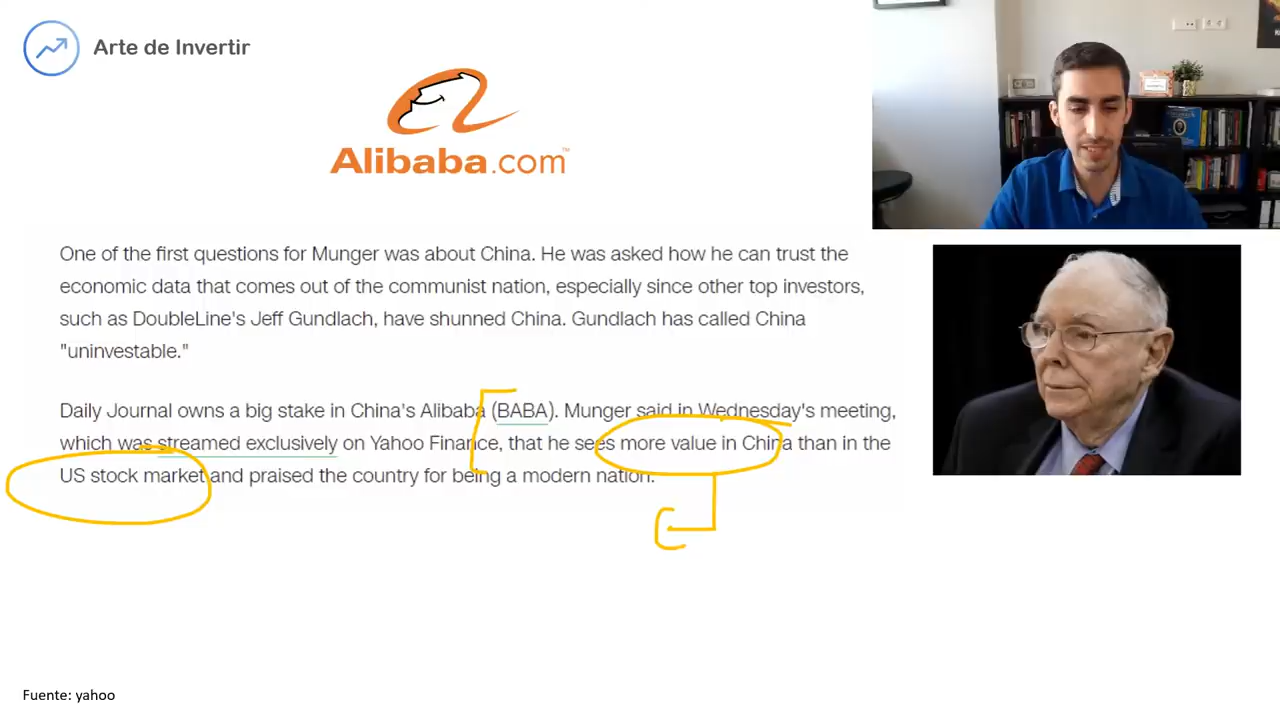 Arte de Invertir
Alibaba.com™
One of the first questions for Munger was about China. He was asked how he can trust the
economic data that comes out of the communist nation, especially since other top investors,
such as DoubleLine's Jeff Gundlach, have shunned China. Gundlach has called China
"uninvestable."
Daily Journal owns a big stake in China's Alibaba (BABA). Munger said in Wednesday's meeting,
which was streamed exclusively on Yahoo Finance, that he sees more value in China than in the
US stock market and praised the country for being a modern nation.
Fuente: yahoo